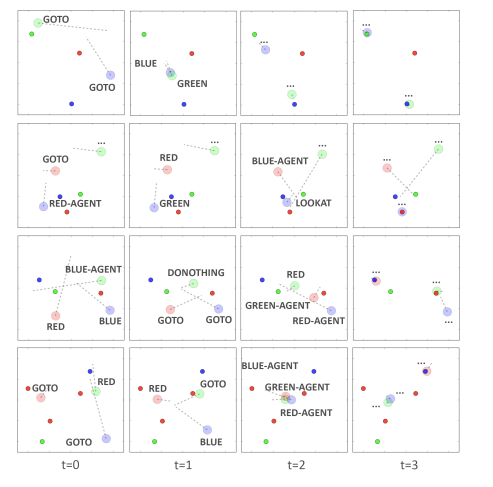 GOTO
GOTO
BLUE
GREEN
...
...
...
...
GOTO
...
RED-AGENT
RED
...
GREEN
BLUE-AGENT
...
LOOKAT
...
...
...
BLUE-AGENT
RED
BLUE
DONOTHING
GOTO
GOTO
RED
GREEN-AGENT
RED-AGENT
...
...
...
GOTO
RED
GOTO
RED
GOTO
BLUE
BLUE-AGENT
GREEN-AGENT
RED-AGENT
...
...
...
t=0
t=1
t=2
t=3